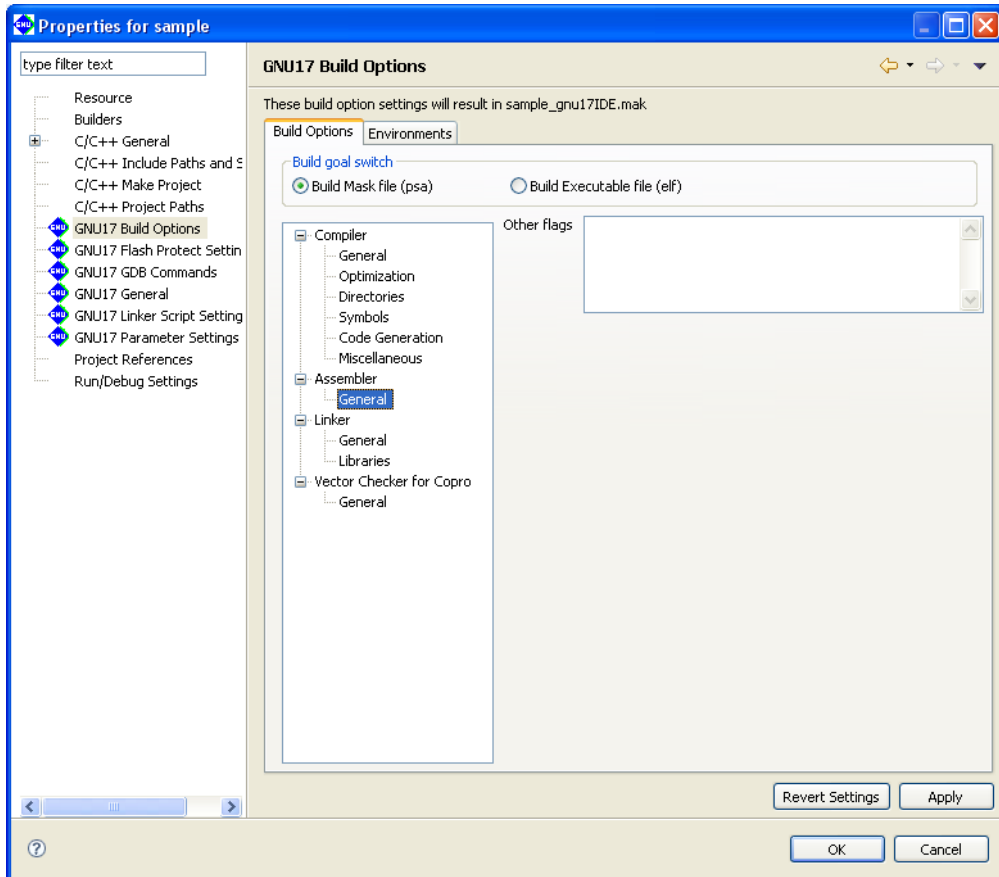 Properties for sample
type filter text
Resource
Builders
C/C++ General
C/C++ Include Paths and S
C/C++ Make Project
C/C++ Project Paths
GNU17 Build Options
GNU17 Flash Protect Settin
GNU17 GDB Commands
GNU17 General
GNU17 Linker Script Setting
GNU17 Parameter Settings
Project References
Run/Debug Settings
GNU17 Build Options
These build option settings will result in sample_gnu17IDE.mak
Build Options Environments
Build goal switch
Build Mask file (psa) Build Executable file (elf)
Compiler
General
Optimization
Directories
Symbols
Code Generation
Miscellaneous
Assembler
General
Linker
General
Libraries
Vector Checker for Copro
General
Other flags
Revert Settings Apply
OK Cancel